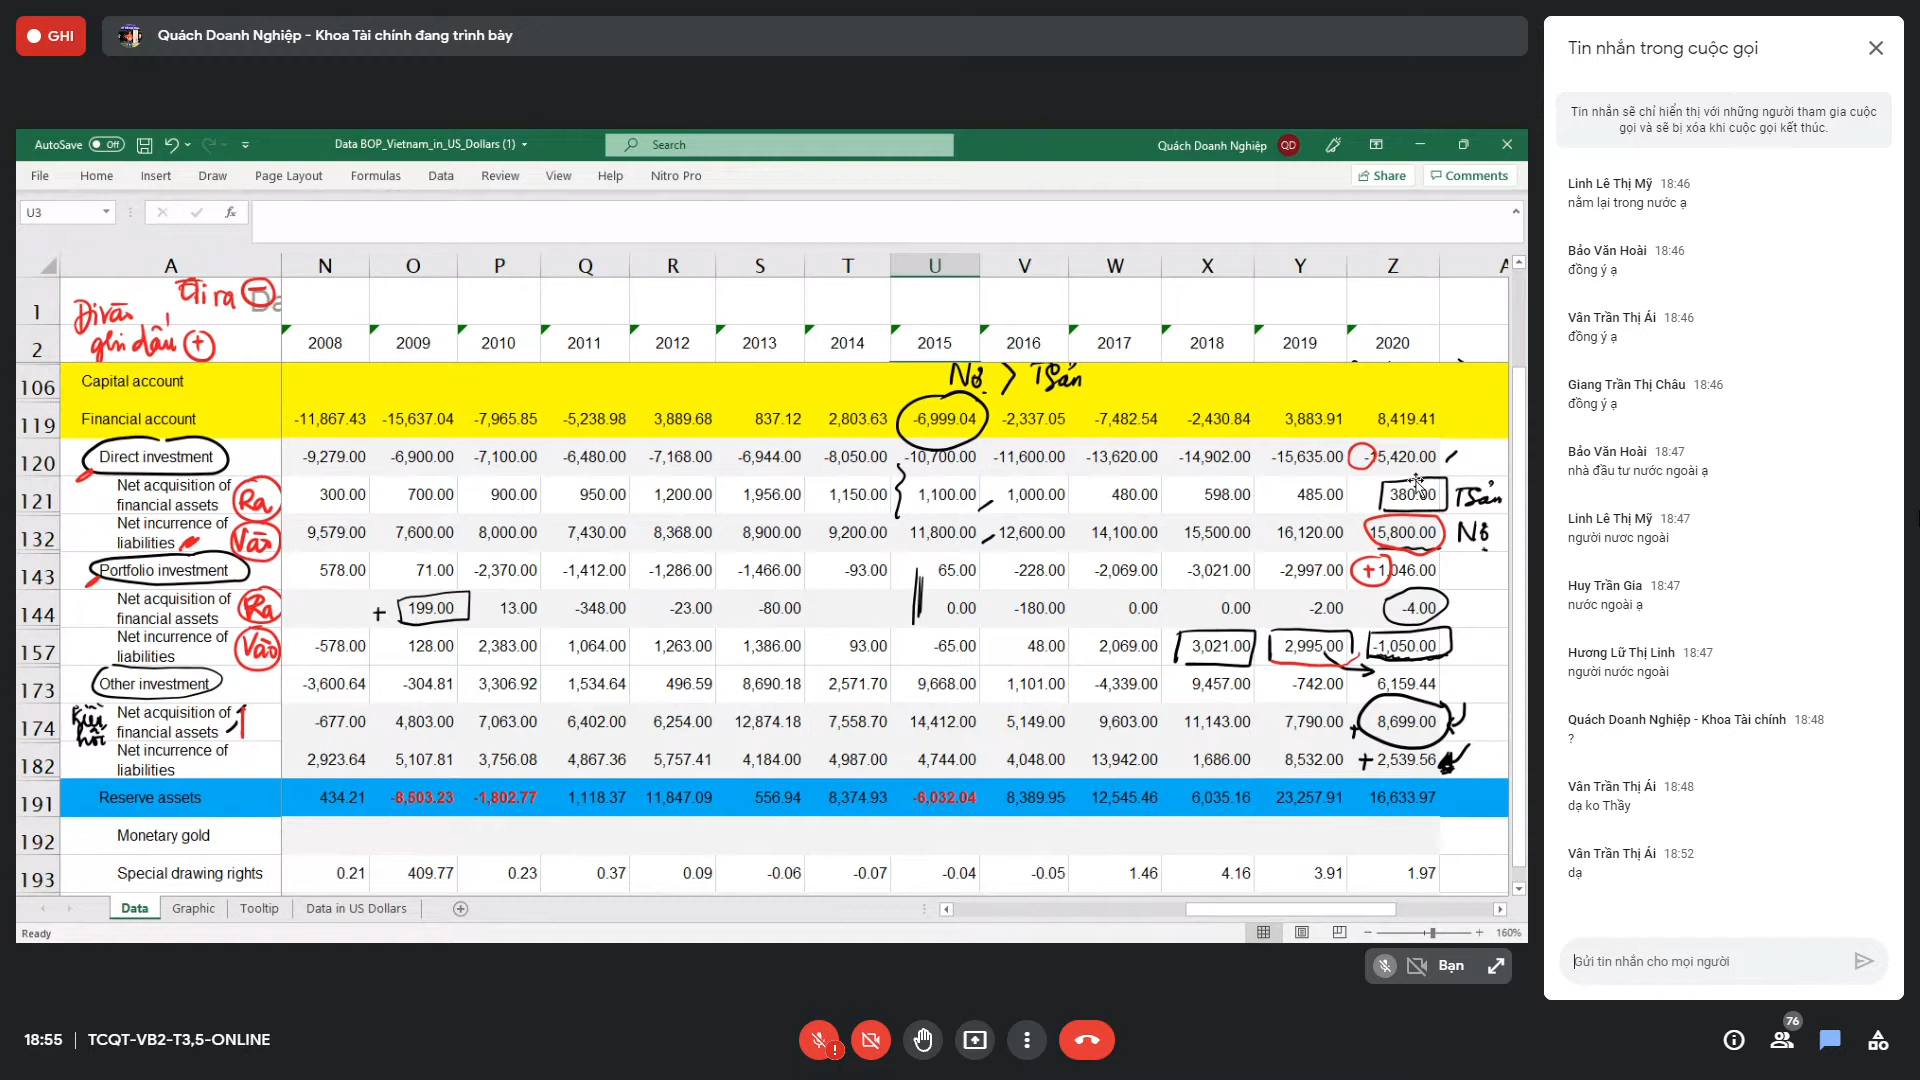 GHI
Quách Doanh Nghiệp - Khoa Tài chính đang trình bày
AutoSave Off
Data BOP_Vietnam_in_US_Dollars (1)
Search
Quách Doanh Nghiệp QD
File Home Insert Draw Page Layout Formulas Data Review View Help Nitro Pro
Share Comments
U3
fx
A N O P Q R S T U V W X Y Z A
1 Đi vào Đi ra - Da
ghi dấu +
2 2008 2009 2010 2011 2012 2013 2014 2015 2016 2017 2018 2019 2020
106 Capital account Nợ > TSản
119 Financial account -11,867.43 -15,637.04 -7,965.85 -5,238.98 3,889.68 837.12 2,803.63 -6,999.04 -2,337.05 -7,482.54 -2,430.84 3,883.91 8,419.41
120 Direct investment -9,279.00 -6,900.00 -7,100.00 -6,480.00 -7,168.00 -6,944.00 -8,050.00 -10,700.00 -11,600.00 -13,620.00 -14,902.00 -15,635.00 -15,420.00
121 Net acquisition of financial assets Ra 300.00 700.00 900.00 950.00 1,200.00 1,956.00 1,150.00 1,100.00 1,000.00 480.00 598.00 485.00 380.00 TSản
132 Net incurrence of liabilities Vào 9,579.00 7,600.00 8,000.00 7,430.00 8,368.00 8,900.00 9,200.00 11,800.00 12,600.00 14,100.00 15,500.00 16,120.00 15,800.00 Nợ
143 Portfolio investment 578.00 71.00 -2,370.00 -1,412.00 -1,286.00 -1,466.00 -93.00 65.00 -228.00 -2,069.00 -3,021.00 -2,997.00 + 1,046.00
144 Net acquisition of financial assets Ra + 199.00 13.00 -348.00 -23.00 -80.00 0.00 -180.00 0.00 0.00 -2.00 -4.00
157 Net incurrence of liabilities Vào -578.00 128.00 2,383.00 1,064.00 1,263.00 1,386.00 93.00 -65.00 48.00 2,069.00 3,021.00 2,995.00 -1,050.00
173 Other investment -3,600.64 -304.81 3,306.92 1,534.64 496.59 8,690.18 2,571.70 9,668.00 1,101.00 -4,339.00 9,457.00 -742.00 6,159.44
174 Kiều hối Net acquisition of financial assets -677.00 4,803.00 7,063.00 6,402.00 6,254.00 12,874.18 7,558.70 14,412.00 5,149.00 9,603.00 11,143.00 7,790.00 + 8,699.00
182 Net incurrence of liabilities 2,923.64 5,107.81 3,756.08 4,867.36 5,757.41 4,184.00 4,987.00 4,744.00 4,048.00 13,942.00 1,686.00 8,532.00 + 2,539.56
191 Reserve assets 434.21 -8,503.23 -1,802.77 1,118.37 11,847.09 556.94 8,374.93 -6,032.04 8,389.95 12,545.46 6,035.16 23,257.91 16,633.97
192 Monetary gold
193 Special drawing rights 0.21 409.77 0.23 0.37 0.09 -0.06 -0.07 -0.04 -0.05 1.46 4.16 3.91 1.97
Data Graphic Tooltip Data in US Dollars
Ready
160%
Bạn
18:55 | TCQT-VB2-T3,5-ONLINE
76
Tin nhắn trong cuộc gọi
Tin nhắn sẽ chỉ hiển thị với những người tham gia cuộc
gọi và sẽ bị xóa khi cuộc gọi kết thúc.
Linh Lê Thị Mỹ 18:46
nằm lại trong nước ạ
Bảo Văn Hoài 18:46
đồng ý ạ
Vân Trần Thị Ái 18:46
đồng ý ạ
Giang Trần Thị Châu 18:46
đồng ý ạ
Bảo Văn Hoài 18:47
nhà đầu tư nước ngoài ạ
Linh Lê Thị Mỹ 18:47
người nươc ngoài
Huy Trần Gia 18:47
nước ngoài ạ
Hương Lữ Thị Linh 18:47
người nước ngoài
Quách Doanh Nghiệp - Khoa Tài chính 18:48
?
Vân Trần Thị Ái 18:48
dạ ko Thầy
Vân Trần Thị Ái 18:52
dạ
Gửi tin nhắn cho mọi người